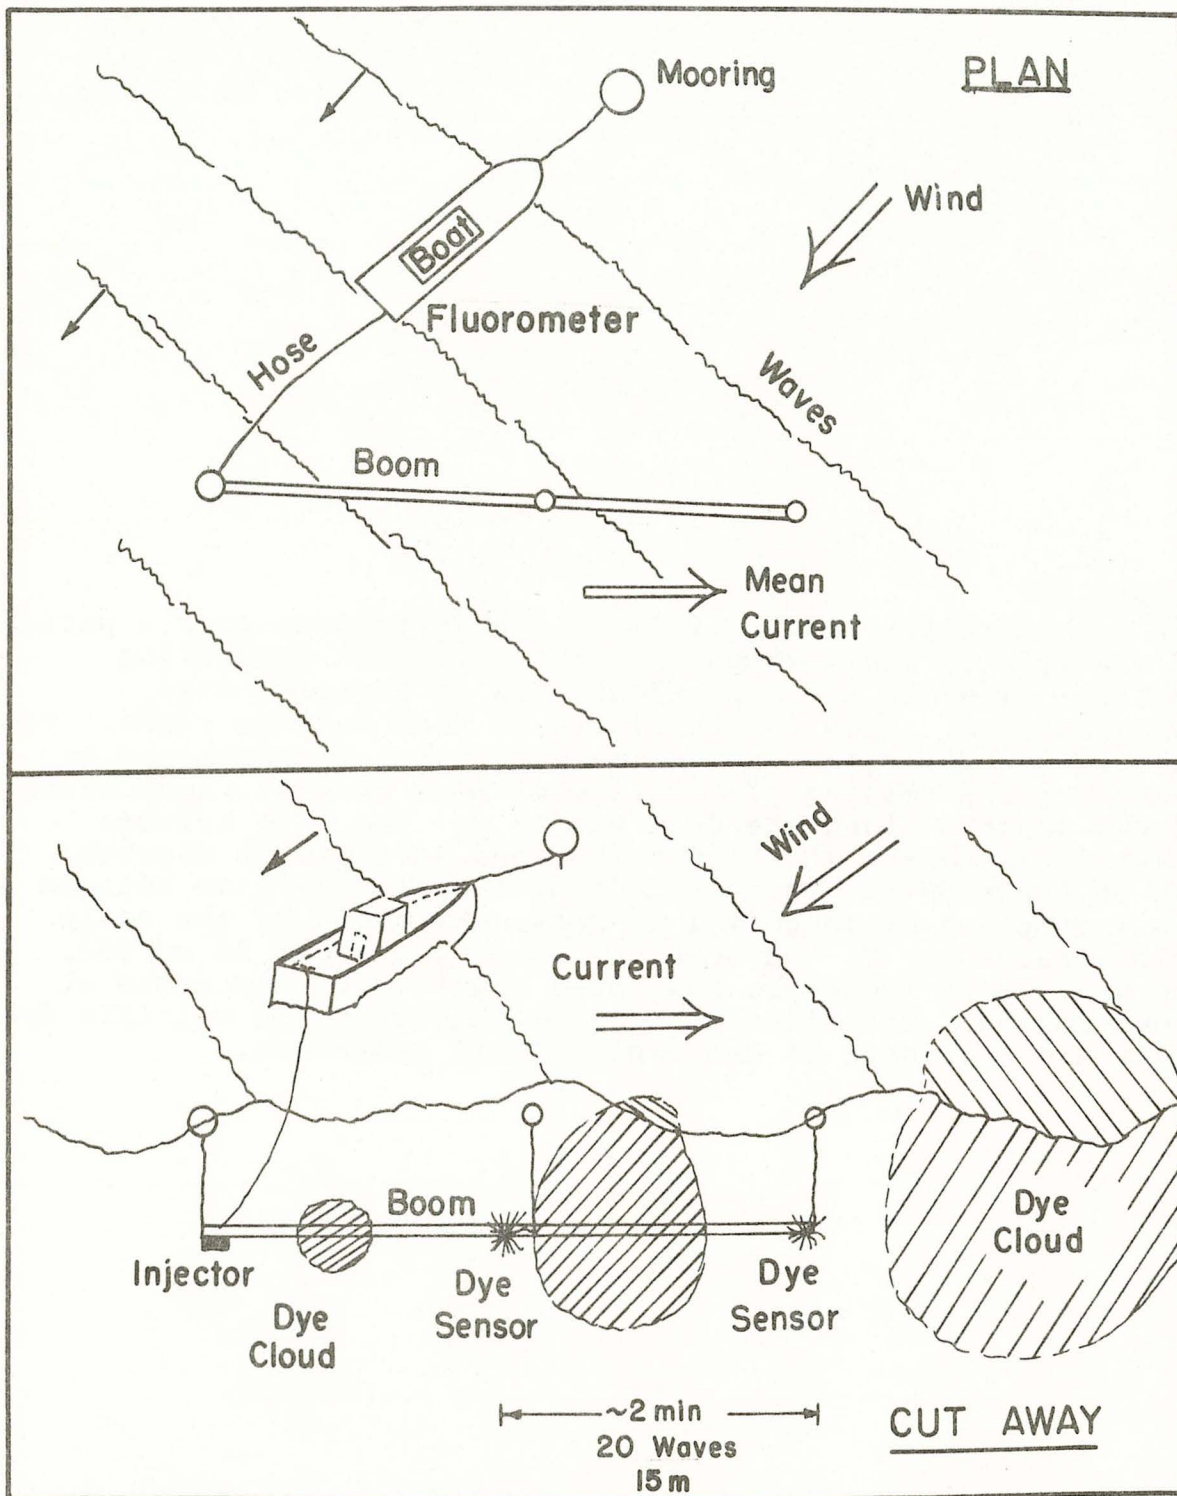 PLAN
Mooring
Wind
Boat
Fluorometer
Hose
Waves
Boom
Mean
Current
Wind
Current
Boom
Injector
Dye
Cloud
Dye
Sensor
Dye
Sensor
Dye
Cloud
~2 min
20 Waves
15 m
CUT AWAY